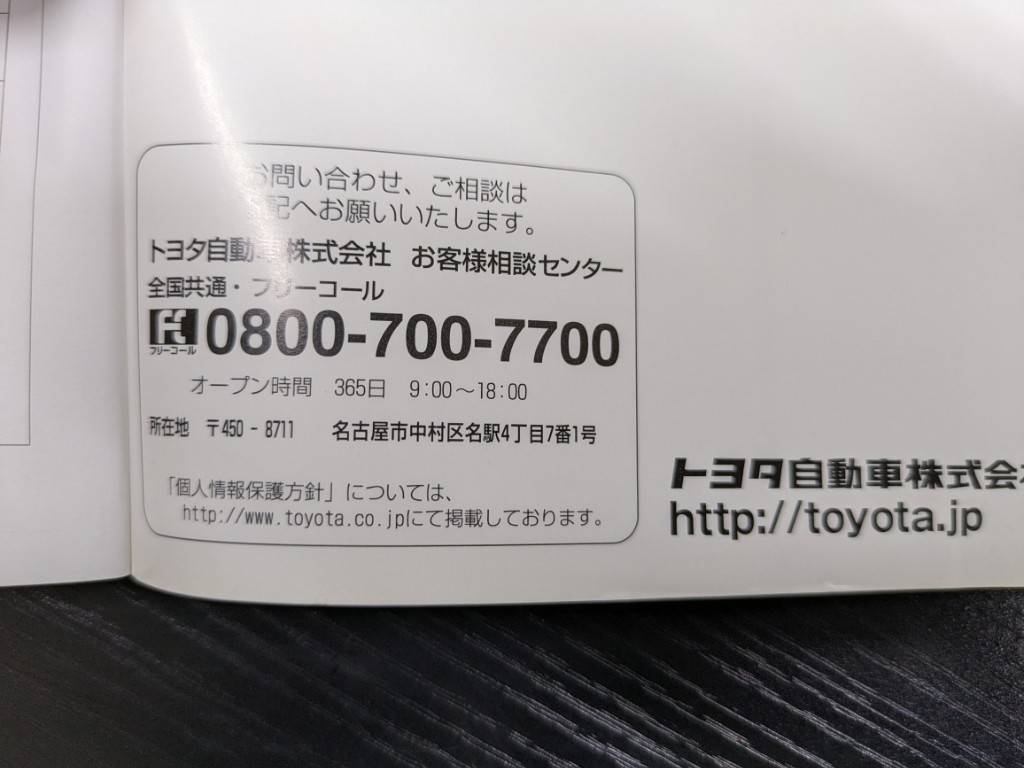 お問い合わせ、ご相談は
記へお願いいたします。
トヨタ自動車株式会社 お客様相談センター
全国共通・フリーコール
フリーコール 0800-700-7700
オープン時間 365日 9:00～18:00
所在地 〒450-8711 名古屋市中村区名駅4丁目7番1号
「個人情報保護方針」については、
http://www.toyota.co.jpにて掲載しております。
トヨタ自動車株式会
http://toyota.jp